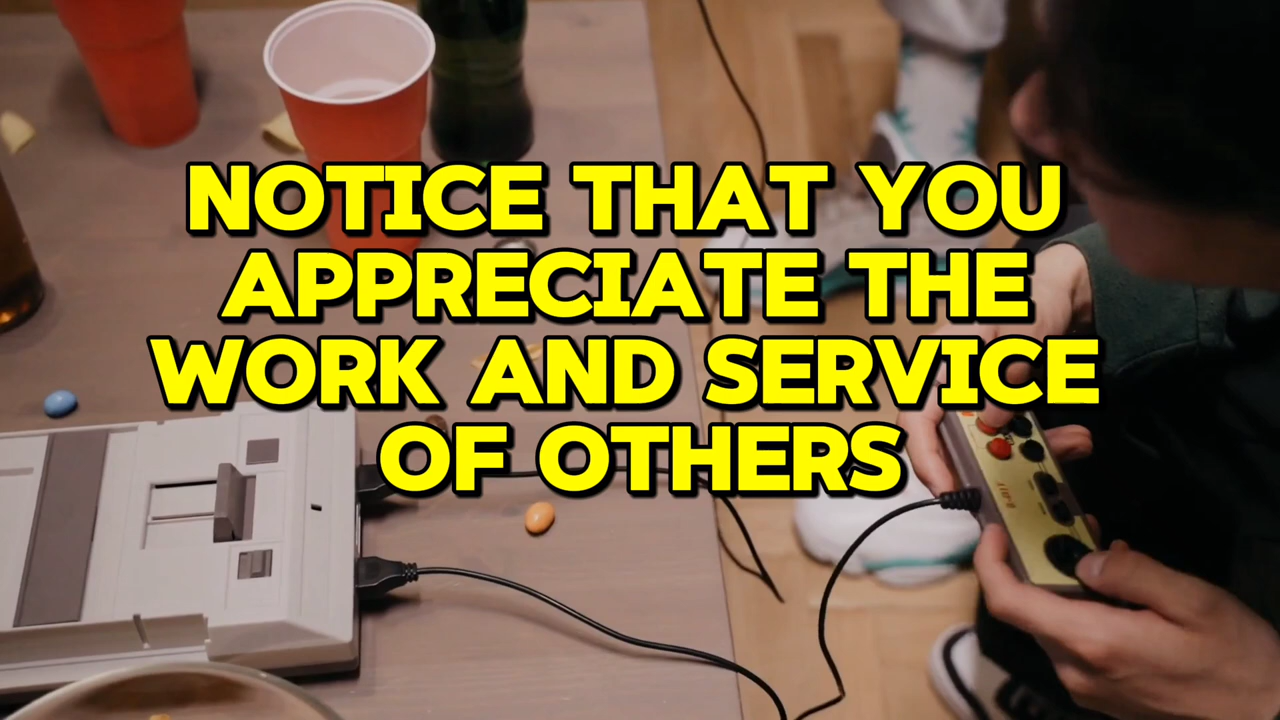 NOTICE THAT YOU
APPRECIATE THE
WORK AND SERVICE
OF OTHERS